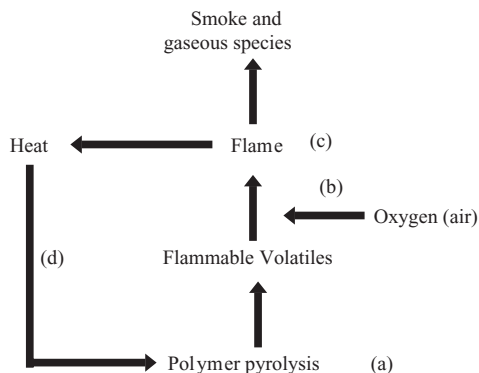 Smoke and
gaseous species
Heat
Flame
(c)
(b)
Oxygen (air)
(d)
Flammable Volatiles
Polymer pyrolysis
(a)